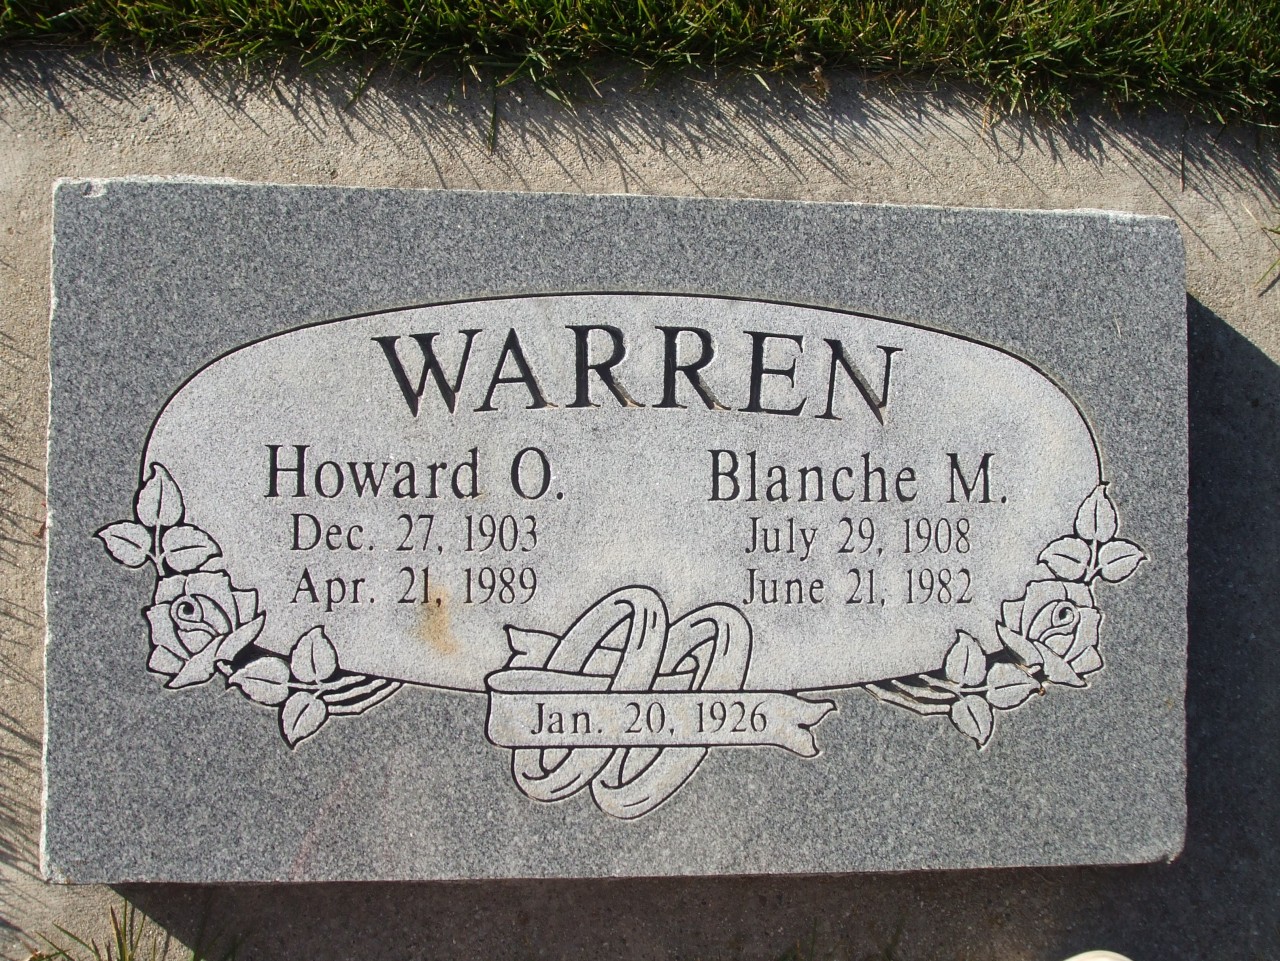 WARREN
Howard O. Blanche M.
Dec. 27, 1903 July 29, 1908
Apr. 21, 1989 June 21, 1982
Jan. 20, 1926